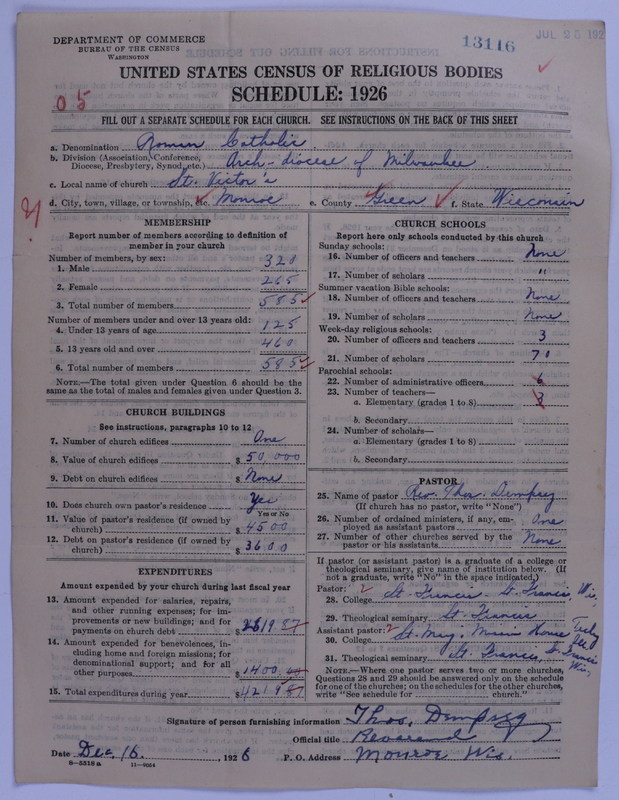 DEPARTMENT OF COMMERCE
BUREAU OF THE CENSUS
WASHINGTON
13116
JUL 25 192
UNITED STATES CENSUS OF RELIGIOUS BODIES
SCHEDULE: 1926
05
FILL OUT A SEPARATE SCHEDULE FOR EACH CHURCH. SEE INSTRUCTIONS ON THE BACK OF THIS SHEET
a. Denomination Roman Catholic
b. Division (Association, Conference, Diocese, Presbytery, Synod, etc.) Arch-diocese of Milwaukee
c. Local name of church St. Victor's
d. City, town, village, or township, etc. Monroe e. County Green f. State Wisconsin
MEMBERSHIP
Report number of members according to definition of
member in your church
Number of members, by sex:
1. Male 320
2. Female 265
3. Total number of members 585
Number of members under and over 13 years old:
4. Under 13 years of age 125
5. 13 years old and over 460
6. Total number of members 585
NOTE.—The total given under Question 6 should be the
same as the total of males and females given under Question 3.
CHURCH BUILDINGS
See instructions, paragraphs 10 to 12
7. Number of church edifices One
8. Value of church edifices $ 50 000
9. Debt on church edifices $ None
10. Does church own pastor's residence Yes
Yes or No
11. Value of pastor's residence (if owned by
church) $ 4500
12. Debt on pastor's residence (if owned by
church) $ 3600
EXPENDITURES
Amount expended by your church during last fiscal year
13. Amount expended for salaries, repairs,
and other running expenses; for im-
provements or new buildings; and for
payments on church debt $
14. Amount expended for benevolences, in-
cluding home and foreign missions; for
denominational support; and for all
other purposes $ 1400
15. Total expenditures during year $ 4219 87
CHURCH SCHOOLS
Report here only schools conducted by this church
Sunday schools:
16. Number of officers and teachers None
17. Number of scholars "
Summer vacation Bible schools:
18. Number of officers and teachers None
19. Number of scholars None
Week-day religious schools:
20. Number of officers and teachers 3
21. Number of scholars 71
Parochial schools:
22. Number of administrative officers 6
23. Number of teachers—
a. Elementary (grades 1 to 8) 3
b. Secondary
24. Number of scholars—
a. Elementary (grades 1 to 8)
b. Secondary
PASTOR
25. Name of pastor Rev. Thos. Dempsey
(If church has no pastor, write "None")
26. Number of ordained ministers, if any, em-
ployed as assistant pastors One
27. Number of other churches served by the
pastor or his assistants None
If pastor (or assistant pastor) is a graduate of a college or
theological seminary, give name of institution below. (If
not a graduate, write "No" in the space indicated.)
Pastor:
28. College St. Francis St. Francis, Wis.
29. Theological seminary St. Francis
Assistant pastor: St. Mary Mission House Techny Ill
30. College
31. Theological seminary St. Francis, St. Francis Wis.
NOTE.—Where one pastor serves two or more churches,
Questions 28 and 29 should be answered only on the schedule
for one of the churches; on the schedules for the other churches,
write "See schedule for church."
Signature of person furnishing information Thos. Dempsey
Official title Reverend
Date Dec 16, 1926 P. O. Address Monroe Wis.
8—5518 a 11—9084